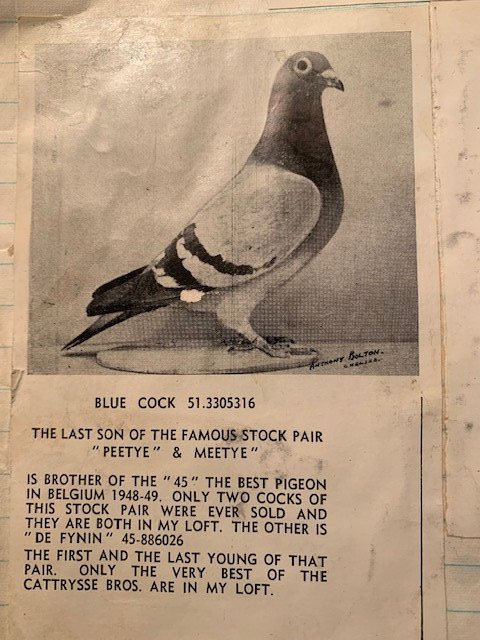 ANTHONY BOLTON.
CHELSEA.
BLUE COCK 51.3305316
THE LAST SON OF THE FAMOUS STOCK PAIR
"PEETYE" & MEETYE"
IS BROTHER OF THE "45" THE BEST PIGEON
IN BELGIUM 1948-49. ONLY TWO COCKS OF
THIS STOCK PAIR WERE EVER SOLD AND
THEY ARE BOTH IN MY LOFT. THE OTHER IS
"DE FYNIN" 45-886026
THE FIRST AND THE LAST YOUNG OF THAT
PAIR. ONLY THE VERY BEST OF THE
CATTRYSSE BROS. ARE IN MY LOFT.